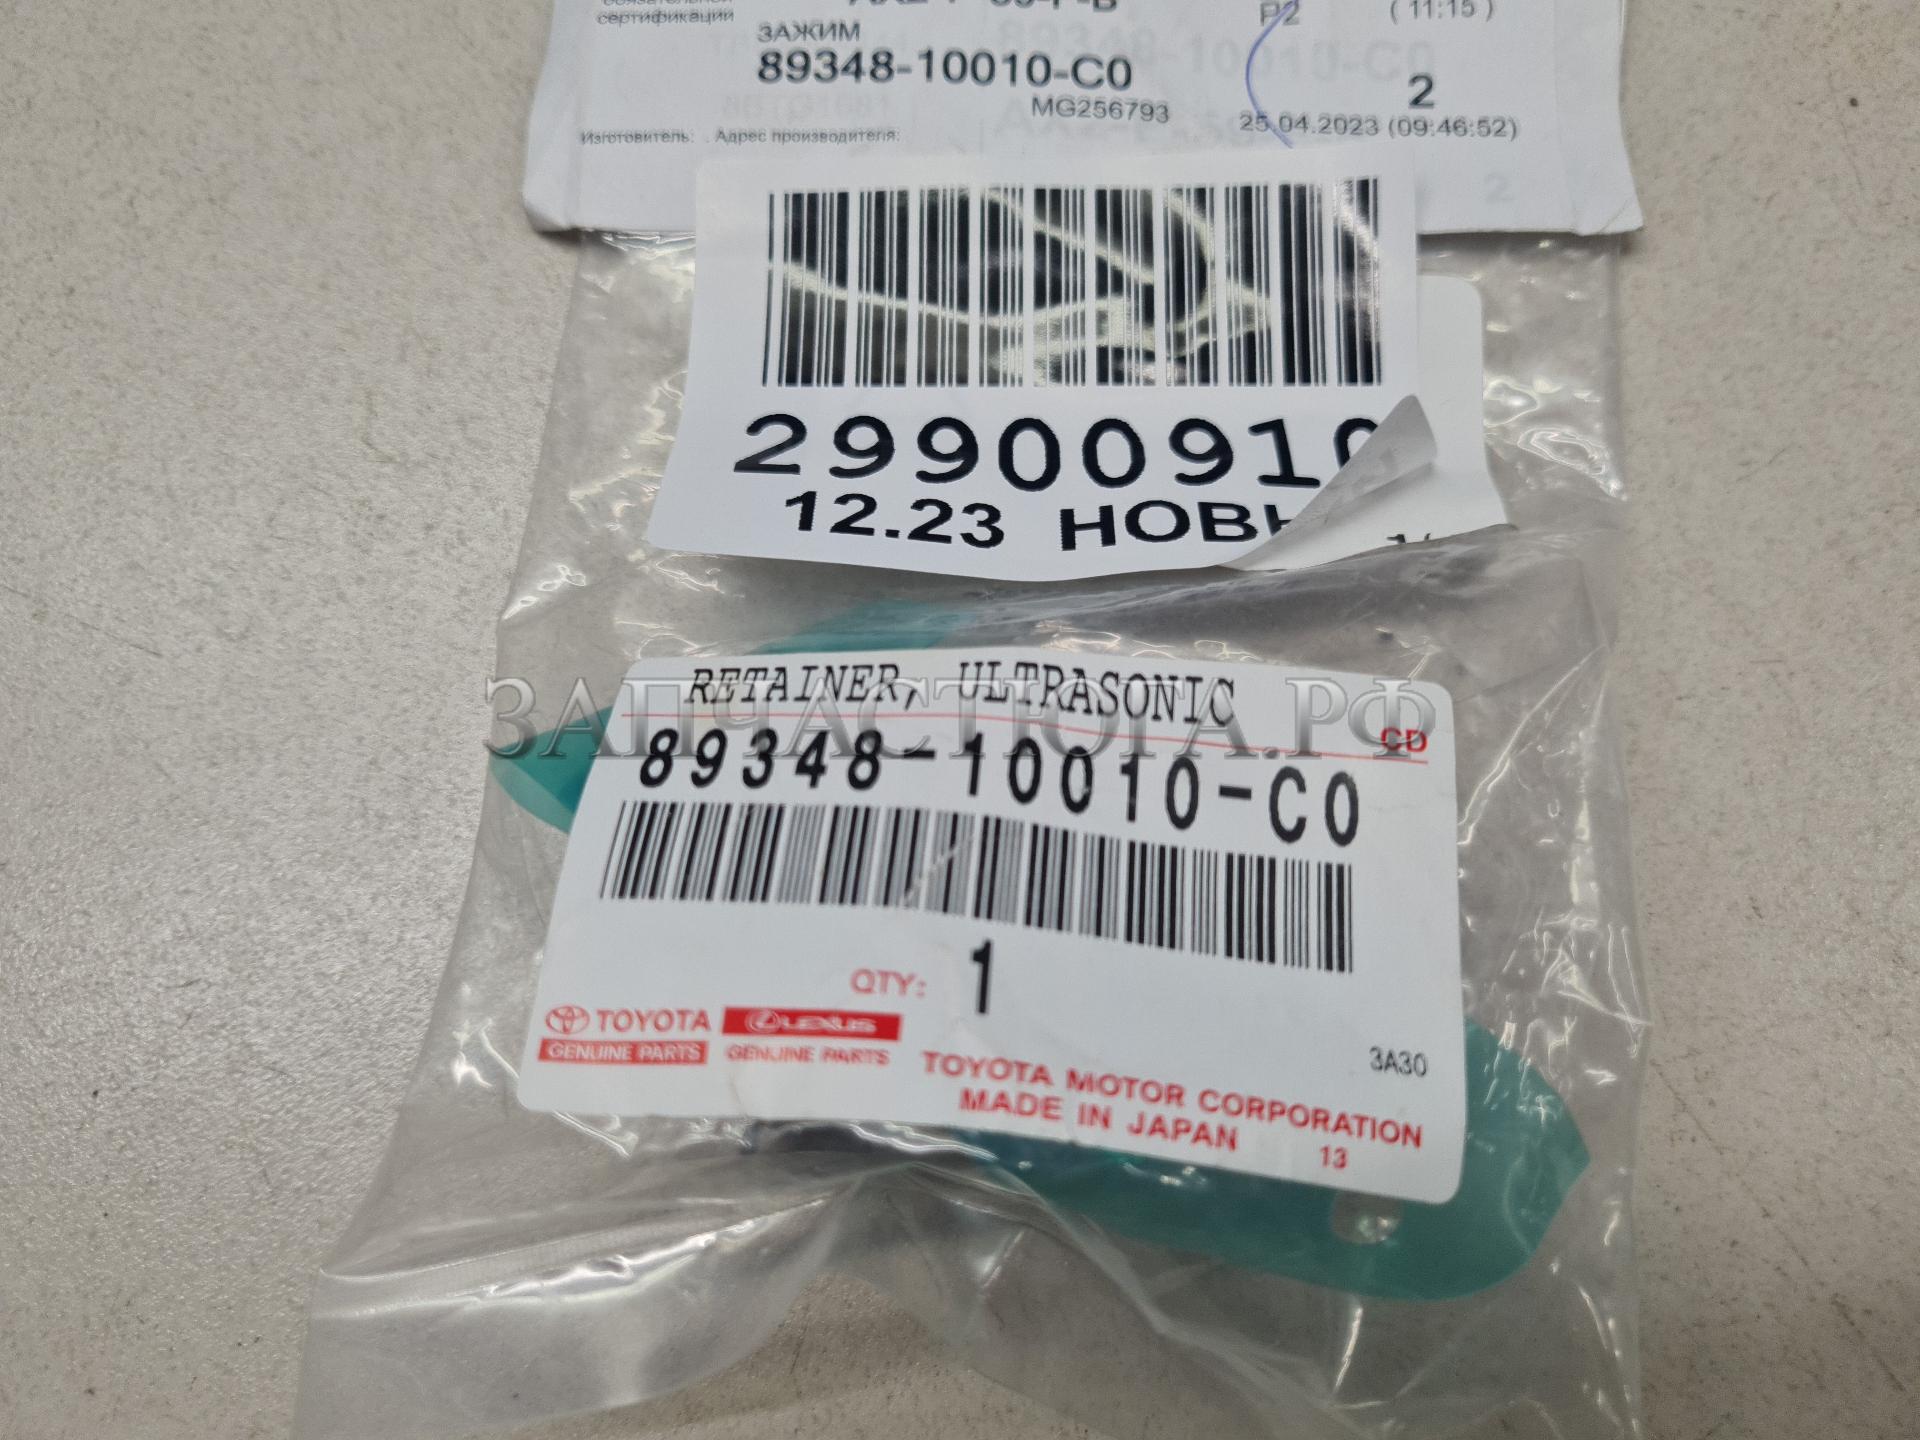 сертификации
( 11:15 )
ЗАЖИМ
89348-10010-C0
2
MG256793
25.04.2023 (09:46:52)
Изготовитель: . Адрес производителя:
2990091
12.23 НОВ
RETAINER, ULTRASONIC
ЗАПЧАСТЮГА.РФ
CD
89348-10010-C0
QTY: 1
TOYOTA
GENUINE PARTS
LEXUS
GENUINE PARTS
3A30
TOYOTA MOTOR CORPORATION
MADE IN JAPAN
13